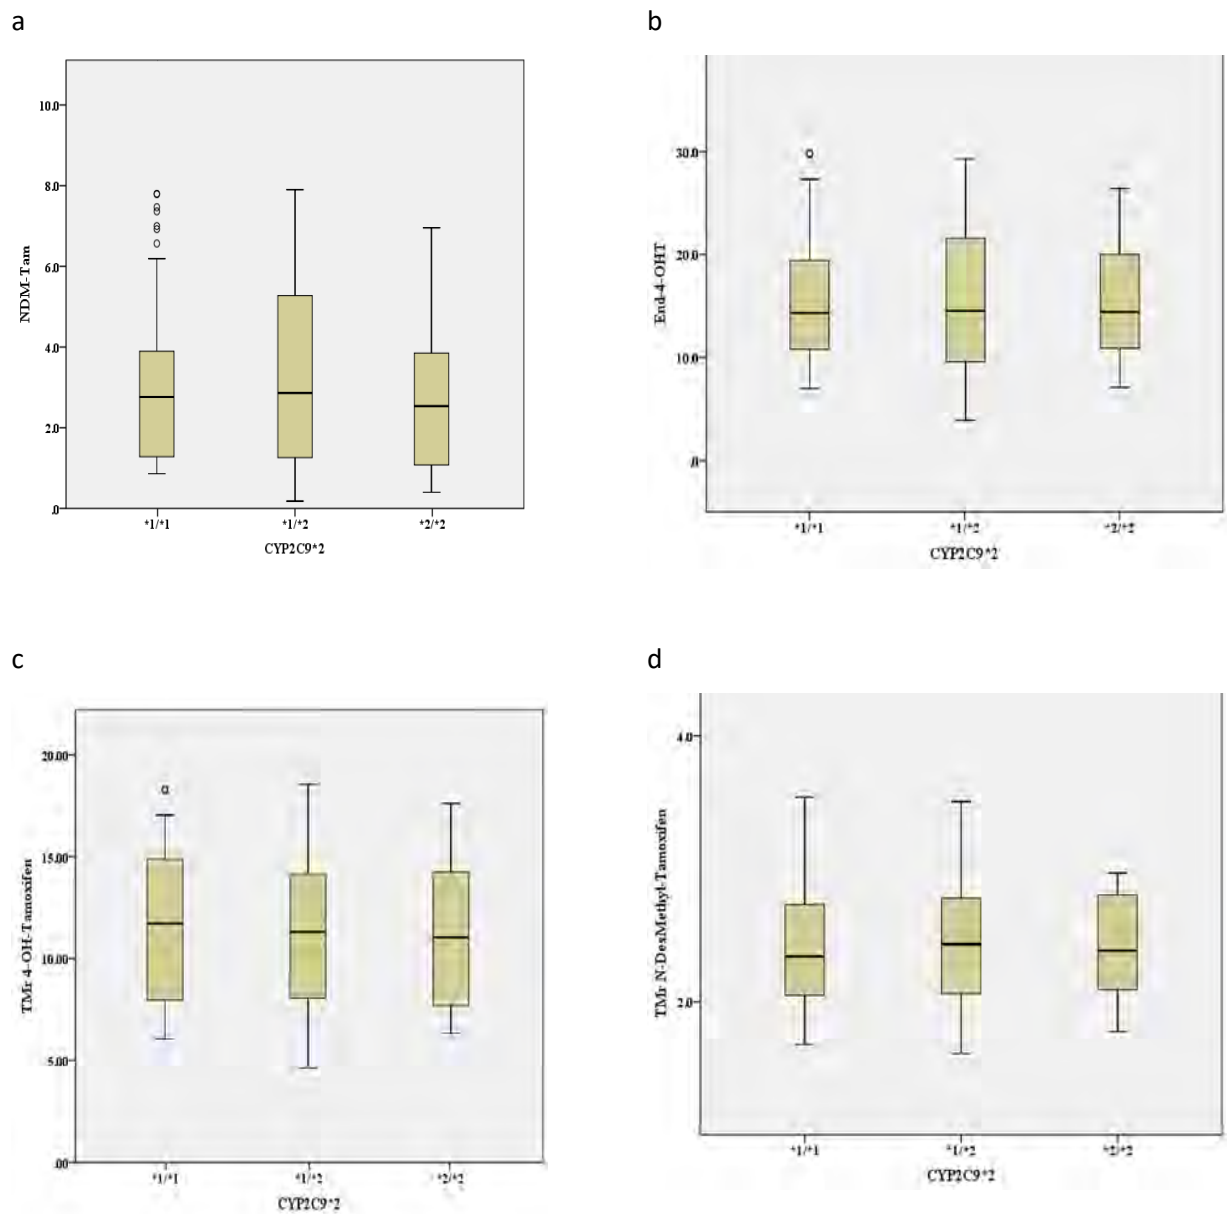 a
b
10.0
8.0
6.0
4.0
2.0
.0
NDM-Tam
*1/*1
*1/*2
*2/*2
CYP2C9*2
30.0
20.0
10.0
.0
End-4-OHT
*1/*1
*1/*2
*2/*2
CYP2C9*2
c
d
20.00
15.00
10.00
5.00
.00
TMr 4-OH-Tamoxifen
*1/*1
*1/*2
*2/*2
CYP2C9*2
4.0
2.0
TMr N-DesMethyl-Tamoxifen
*1/*1
*1/*2
*2/*2
CYP2C9*2